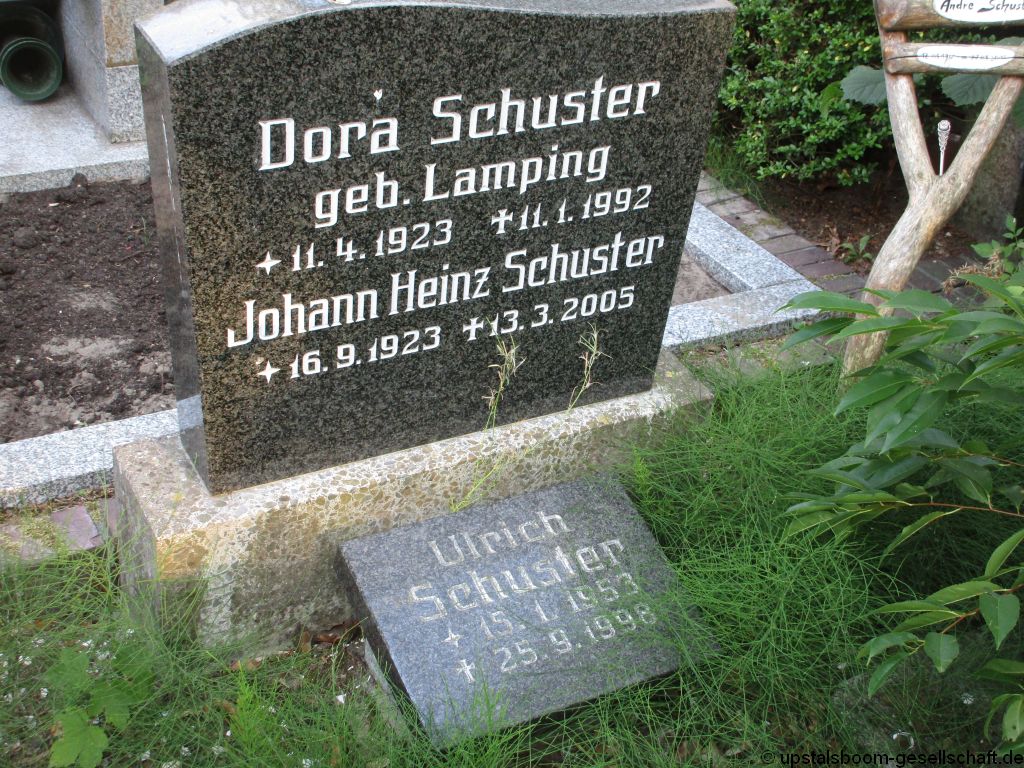 Dora Schuster
geb. Lamping
11. 4. 1923 11. 1. 1992
Johann Heinz Schuster
16. 9. 1923 13. 3. 2005
Ulrich
Schuster
15. 1. 1953
25. 9. 1998
Andre Schuster
© upstalsboom-gesellschaft.de